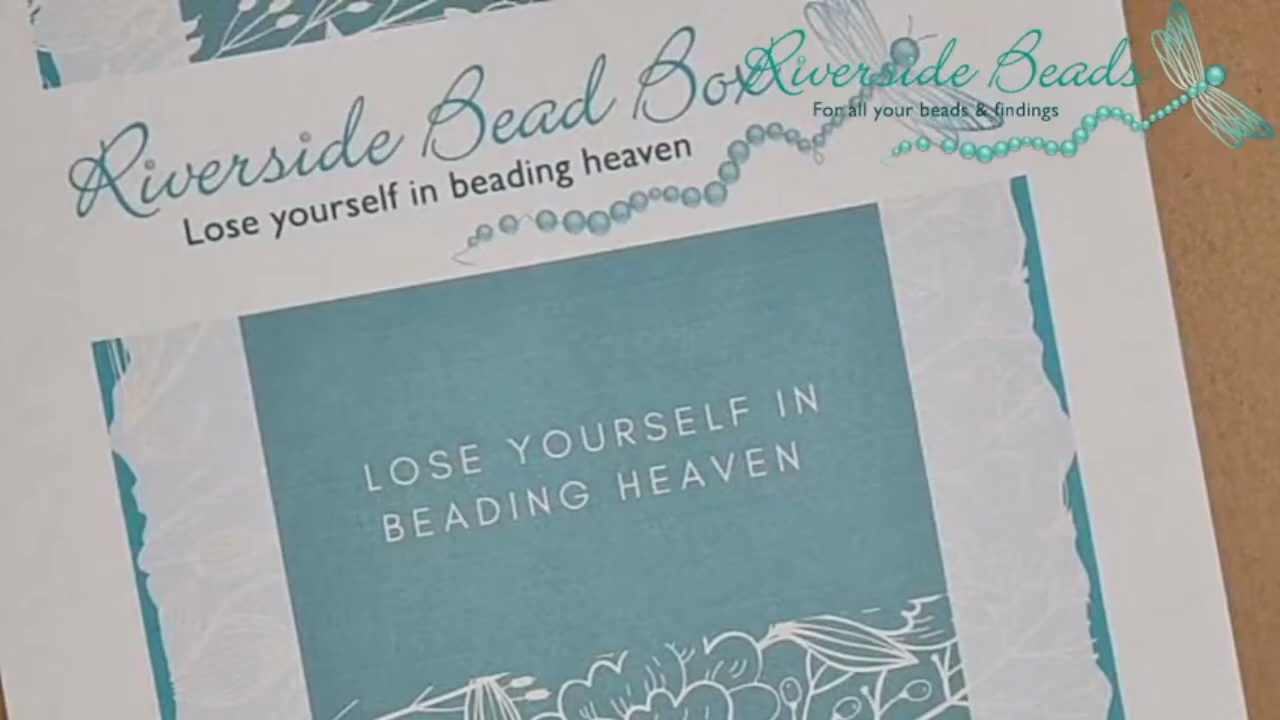 Riverside Bead Box
Lose yourself in beading heaven
Riverside Beads
For all your beads & findings
LOSE YOURSELF IN
BEADING HEAVEN